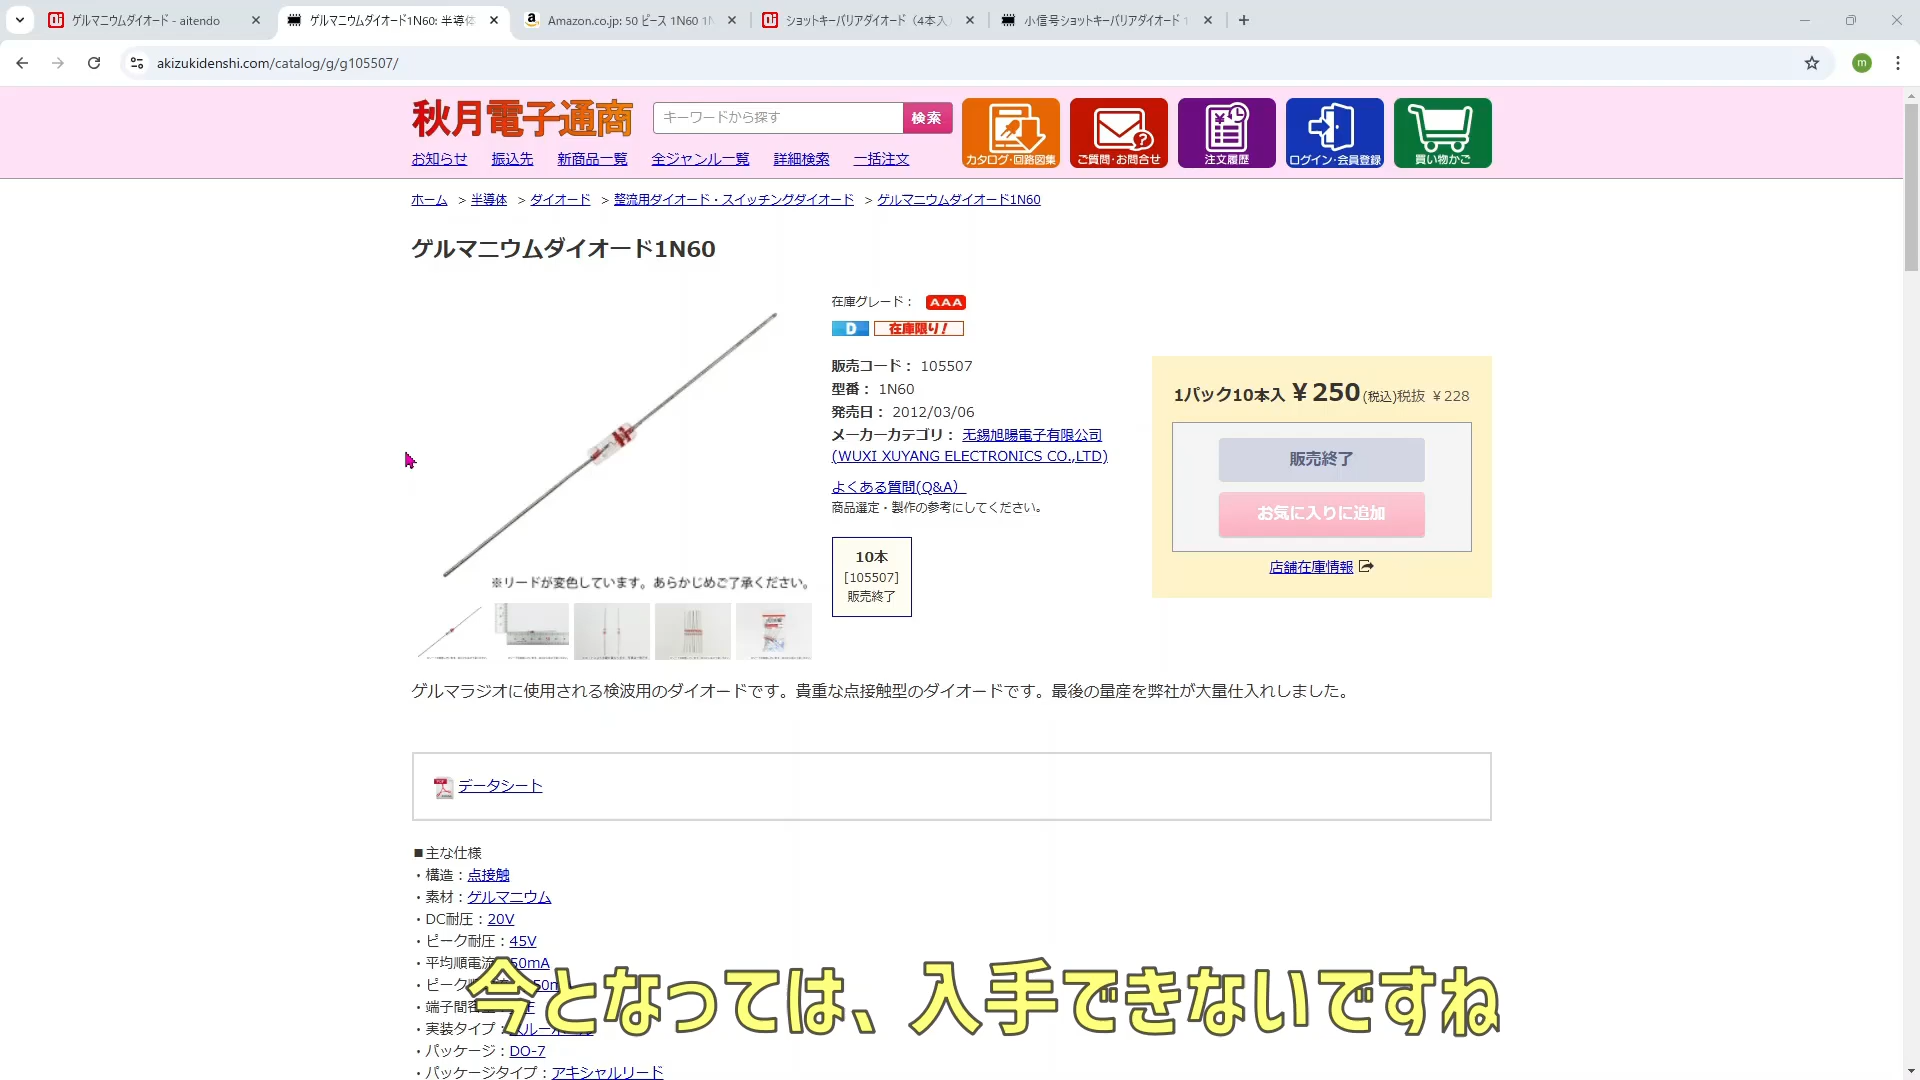 ゲルマニウムダイオード - aitendo
ゲルマニウムダイオード1N60: 半導体
Amazon.co.jp: 50 ピース 1N60 1N
ショットキーバリアダイオード（4本入
小信号ショットキーバリアダイオード 1
akizukidenshi.com/catalog/g/g105507/
m
秋月電子通商
キーワードから探す
検索
カタログ・回路図集
ご質問・お問合せ
注文履歴
ログイン・会員登録
買い物かご
お知らせ 振込先 新商品一覧 全ジャンル一覧 詳細検索 一括注文
ホーム > 半導体 > ダイオード > 整流用ダイオード・スイッチングダイオード > ゲルマニウムダイオード1N60
ゲルマニウムダイオード1N60
在庫グレード： AAA
D 在庫限り!
販売コード： 105507
型番： 1N60
発売日： 2012/03/06
メーカーカテゴリ： 无錫旭暘電子有限公司
(WUXI XUYANG ELECTRONICS CO.,LTD)
よくある質問(Q&A)
商品選定・製作の参考にしてください。
10本
[105507]
販売終了
1パック10本入 ￥250(税込)税抜 ￥228
販売終了
お気に入りに追加
店舗在庫情報
※リードが変色しています。あらかじめご了承ください。
ゲルマラジオに使用される検波用のダイオードです。貴重な点接触型のダイオードです。最後の量産を弊社が大量仕入れしました。
データシート
■主な仕様
・構造：点接触
・素材：ゲルマニウム
・DC耐圧：20V
・ピーク耐圧：45V
・平均順電流 50mA
・ピーク
・端子間容
・実装タイプ：
・パッケージ：DO-7
・パッケージタイプ：アキシャルリード
今となっては、入手できないですね